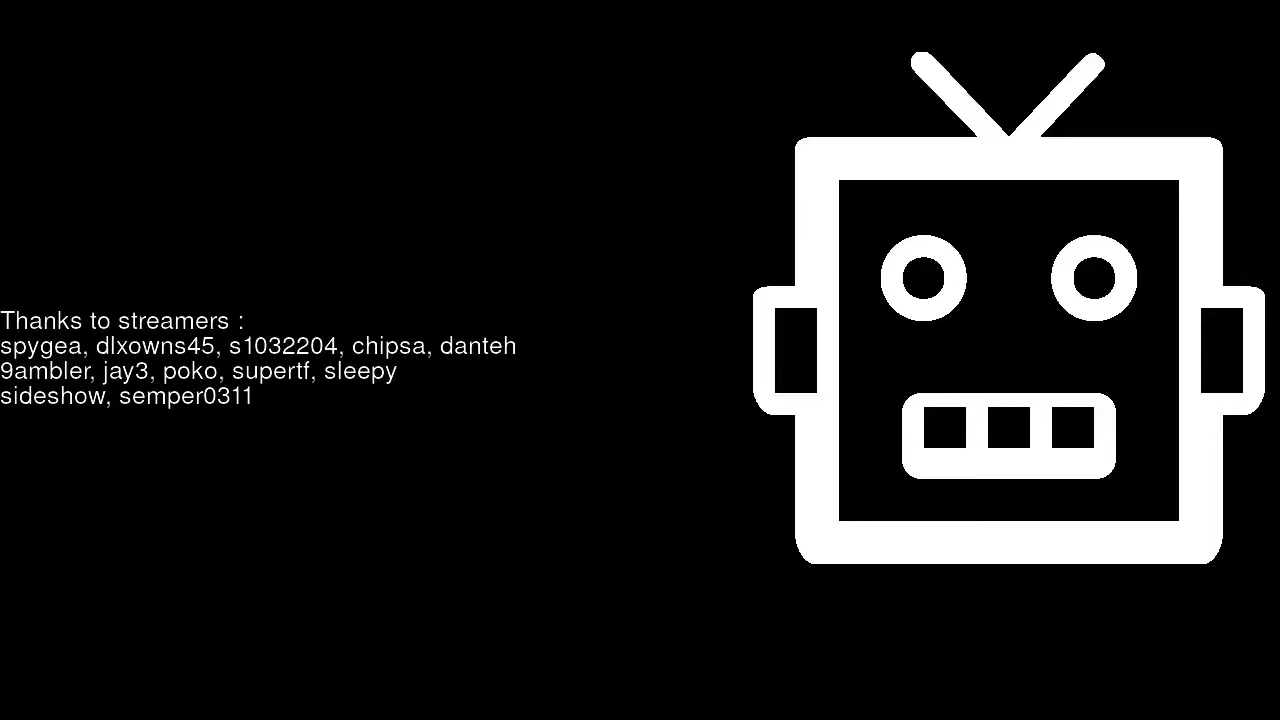 Thanks to streamers :
spygea, dlxowns45, s1032204, chipsa, danteh
9ambler, jay3, poko, supertf, sleepy
sideshow, semper0311